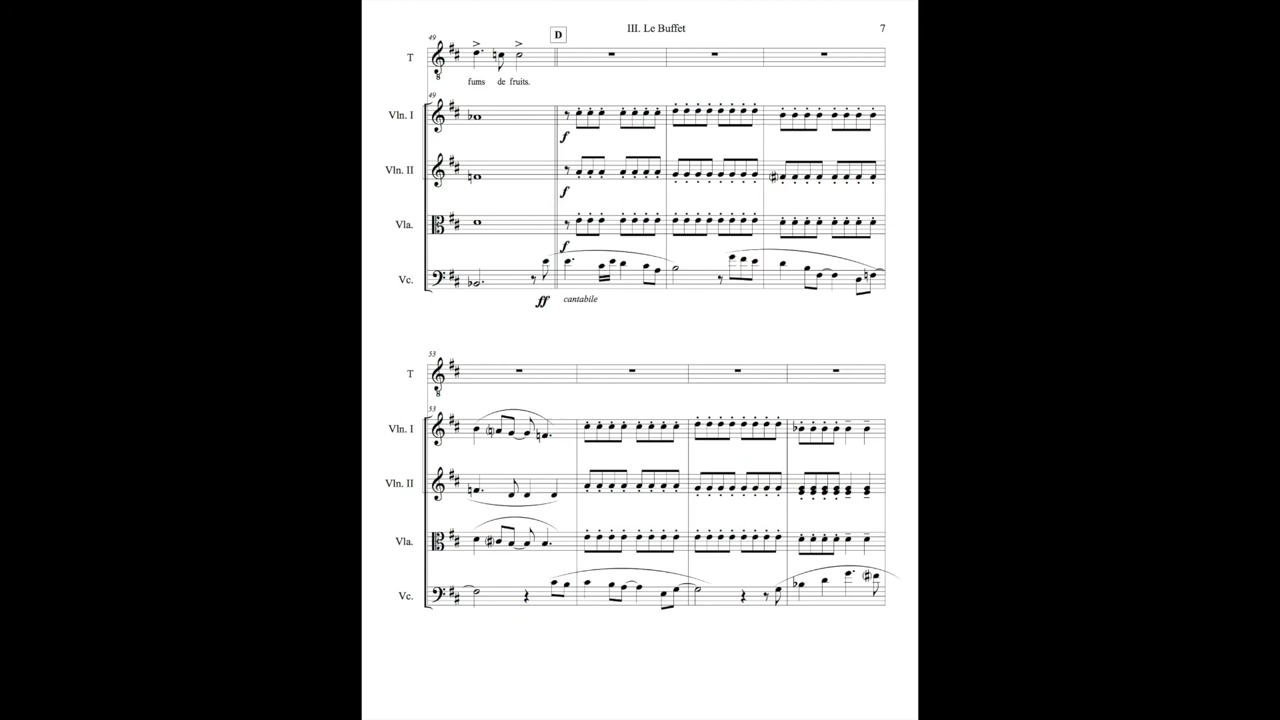 III. Le Buffet
7
49
D
T
fums de fruits.
49
Vln. I
f
Vln. II
f
Vla.
f
Vc.
ff cantabile
53
T
53
Vln. I
Vln. II
Vla.
Vc.